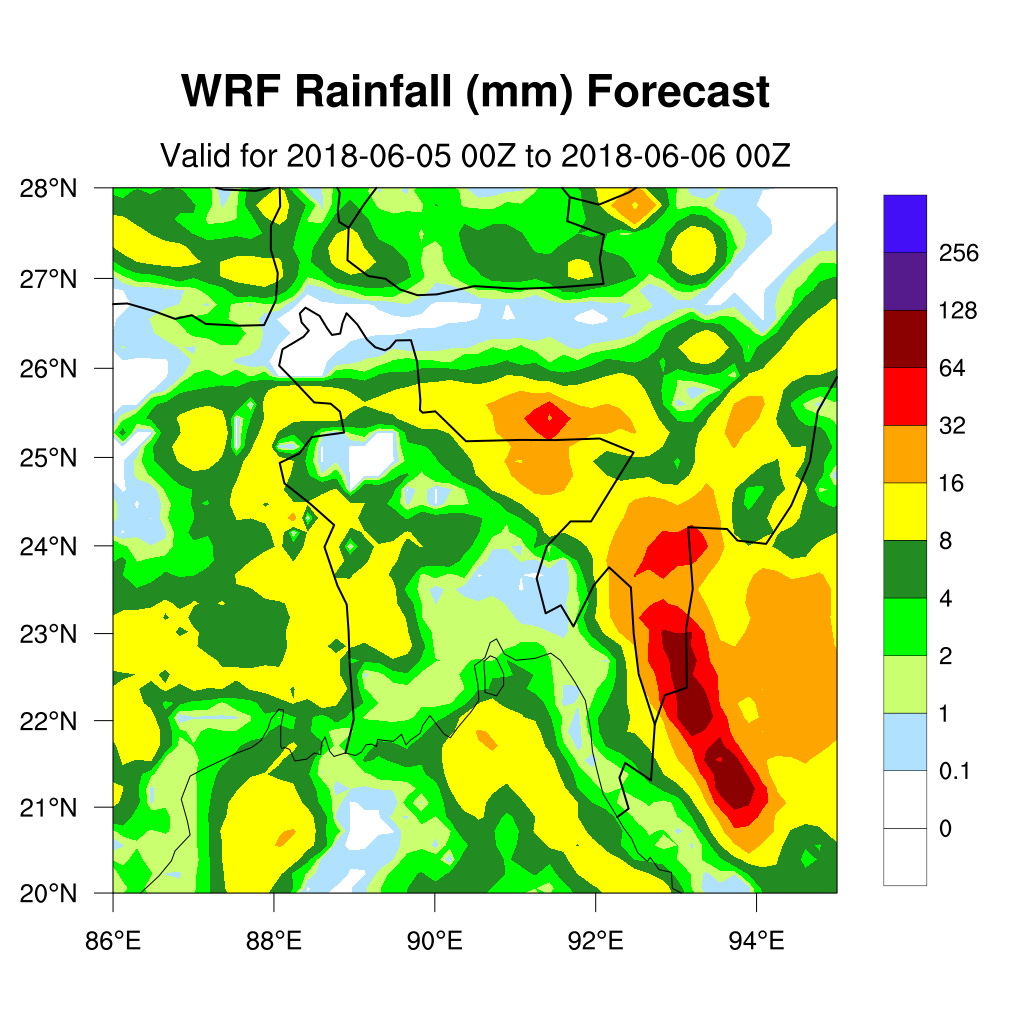 WRF Rainfall (mm) Forecast
Valid for 2018-06-05 00Z to 2018-06-06 00Z
28°N
27°N
26°N
25°N
24°N
23°N
22°N
21°N
20°N
86°E 88°E 90°E 92°E 94°E
256
128
64
32
16
8
4
2
1
0.1
0